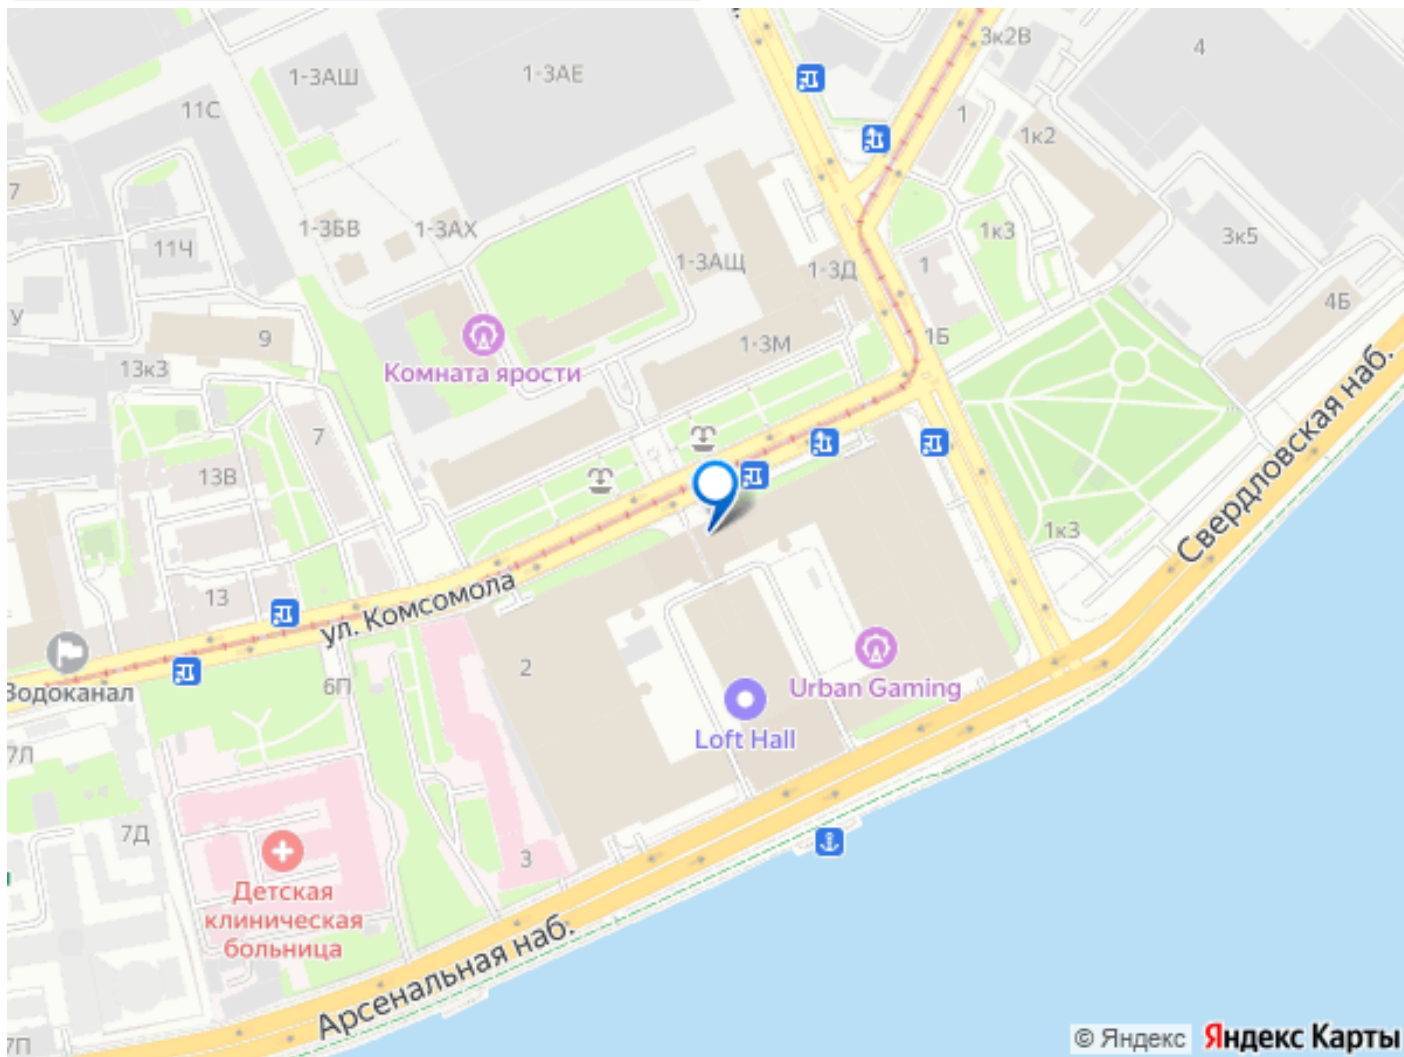 3к2В
4
1-3АШ
1-3АЕ
11С
1
1к2
7
1-3БВ
1-3АХ
11Ч
1-3АЩ
1-3Д
1к3
3к5
1
У
4Б
9
1-3М
1Б
13к3
Комната ярости
7
13В
Свердловская наб.
1к3
13
ул. Комсомола
2
6П
Водоканал
Urban Gaming
Loft Hall
7Л
7Д
3
Детская
клиническая
больница
Арсенальная наб.
7П
© Яндекс
Яндекс Карты